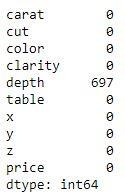 carat 0
cut 0
color 0
clarity 0
depth 697
table 0
x 0
y 0
z 0
price 0
dtype: int64